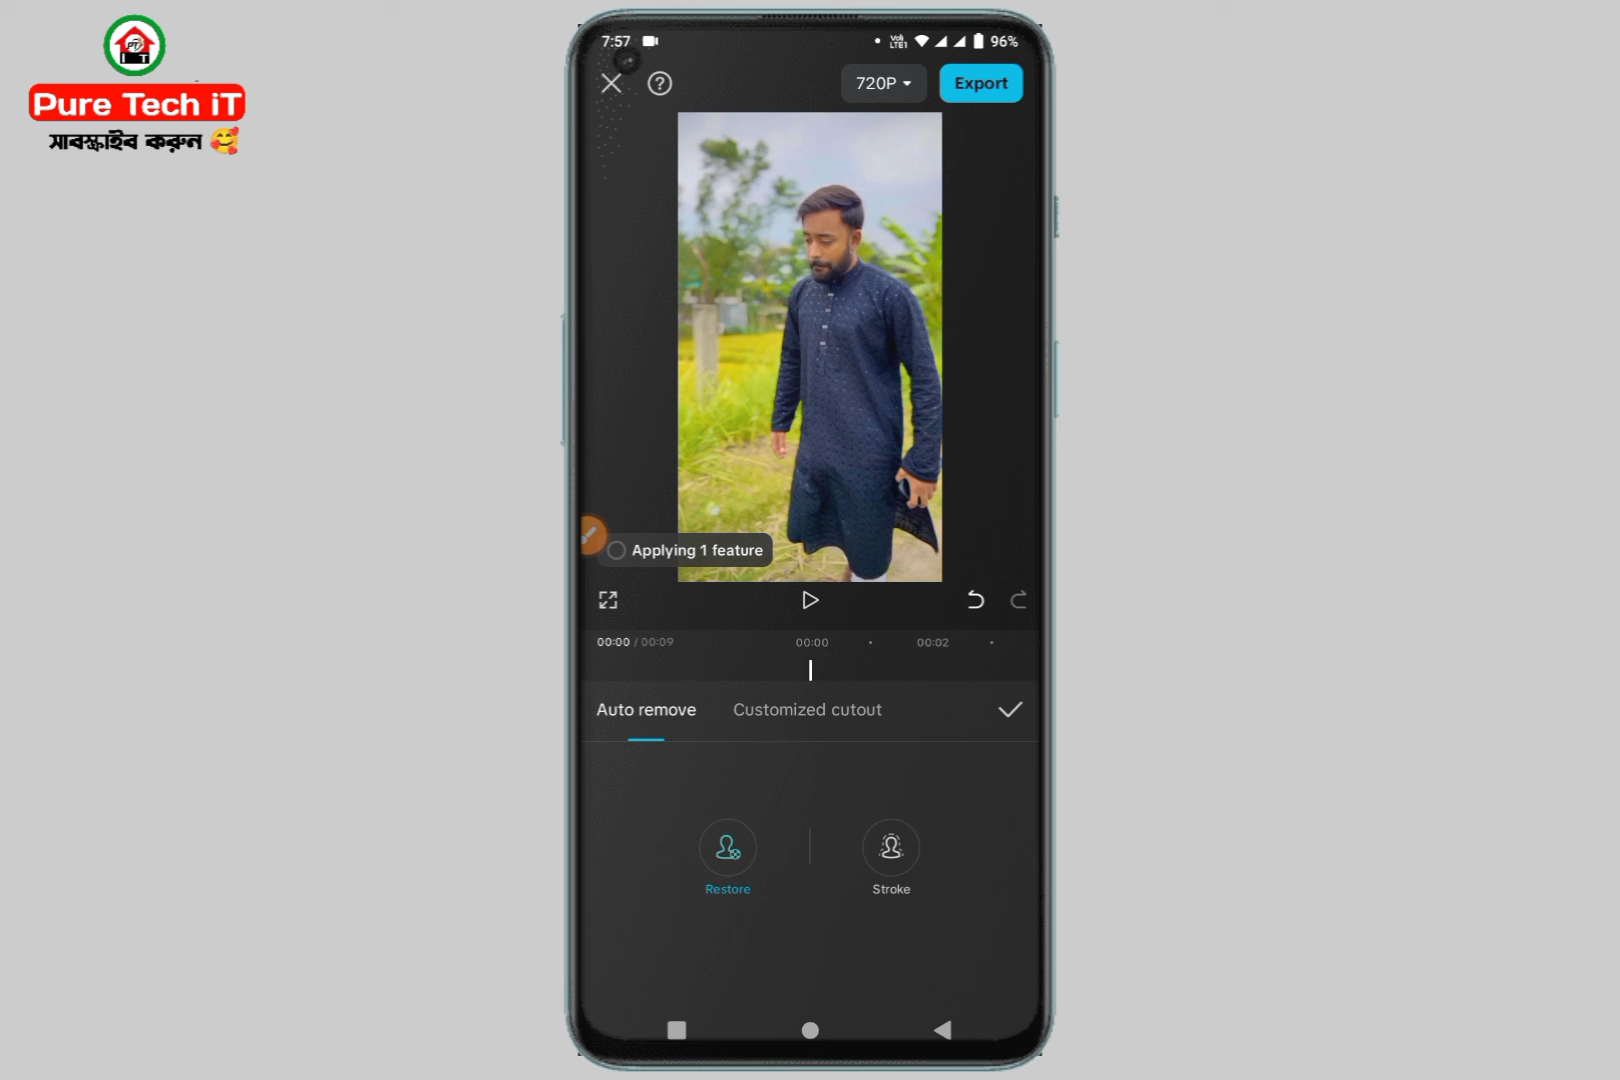 Pure Tech iT
সাবস্ক্রাইব করুন 🥰
7:57
96%
720P
Export
Applying 1 feature
00:00 / 00:09
00:00
00:02
Auto remove
Customized cutout
Restore
Stroke